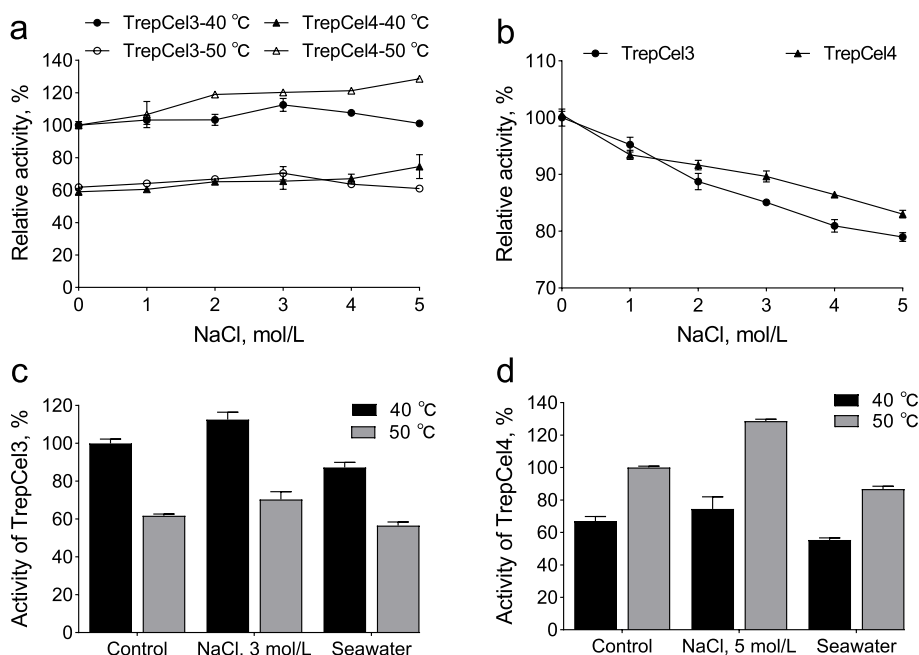 a
TrepCel3-40 ℃ TrepCel4-40 ℃
TrepCel3-50 ℃ TrepCel4-50 ℃
Relative activity, %
140
120
100
80
60
40
20
0
0 1 2 3 4 5
NaCl, mol/L
b
TrepCel3 TrepCel4
Relative activity, %
110
100
90
80
70
0 1 2 3 4 5
NaCl, mol/L
c
40 ℃
50 ℃
Activity of TrepCel3, %
120
100
80
60
40
20
0
Control NaCl, 3 mol/L Seawater
d
40 ℃
50 ℃
Activity of TrepCel4, %
140
120
100
80
60
40
20
0
Control NaCl, 5 mol/L Seawater